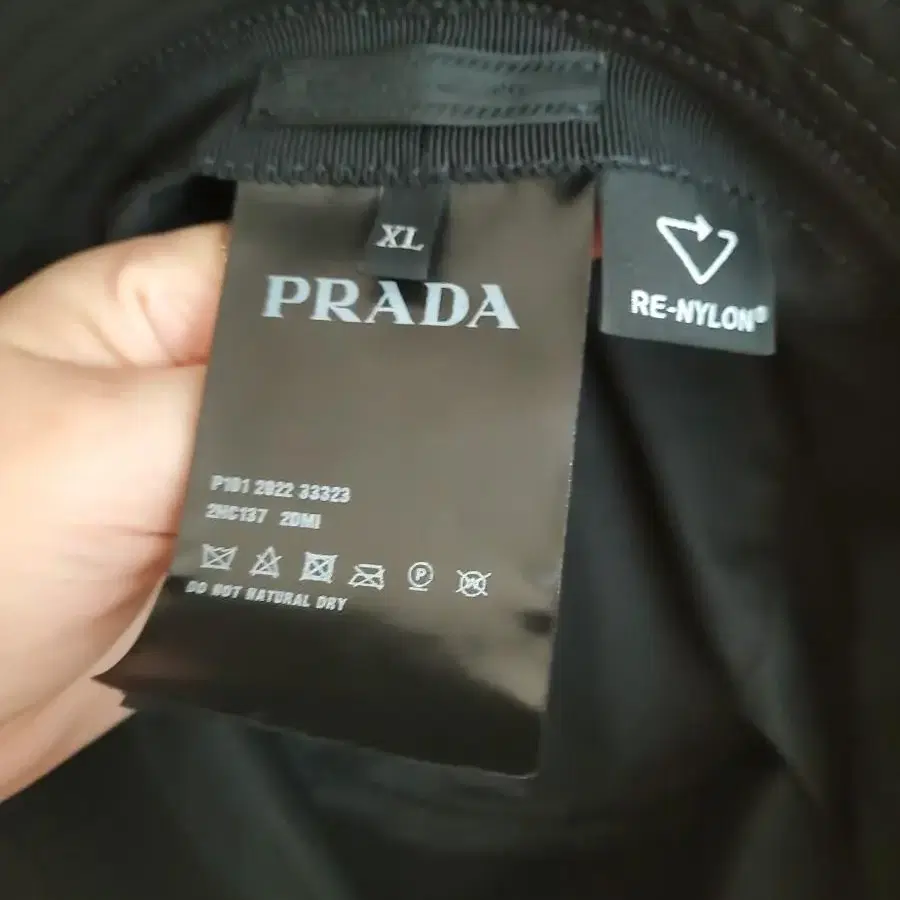 XL
PRADA
RE-NYLON®
P101 2022 33323
2HC137 2DMI
P
W
DO NOT NATURAL DRY